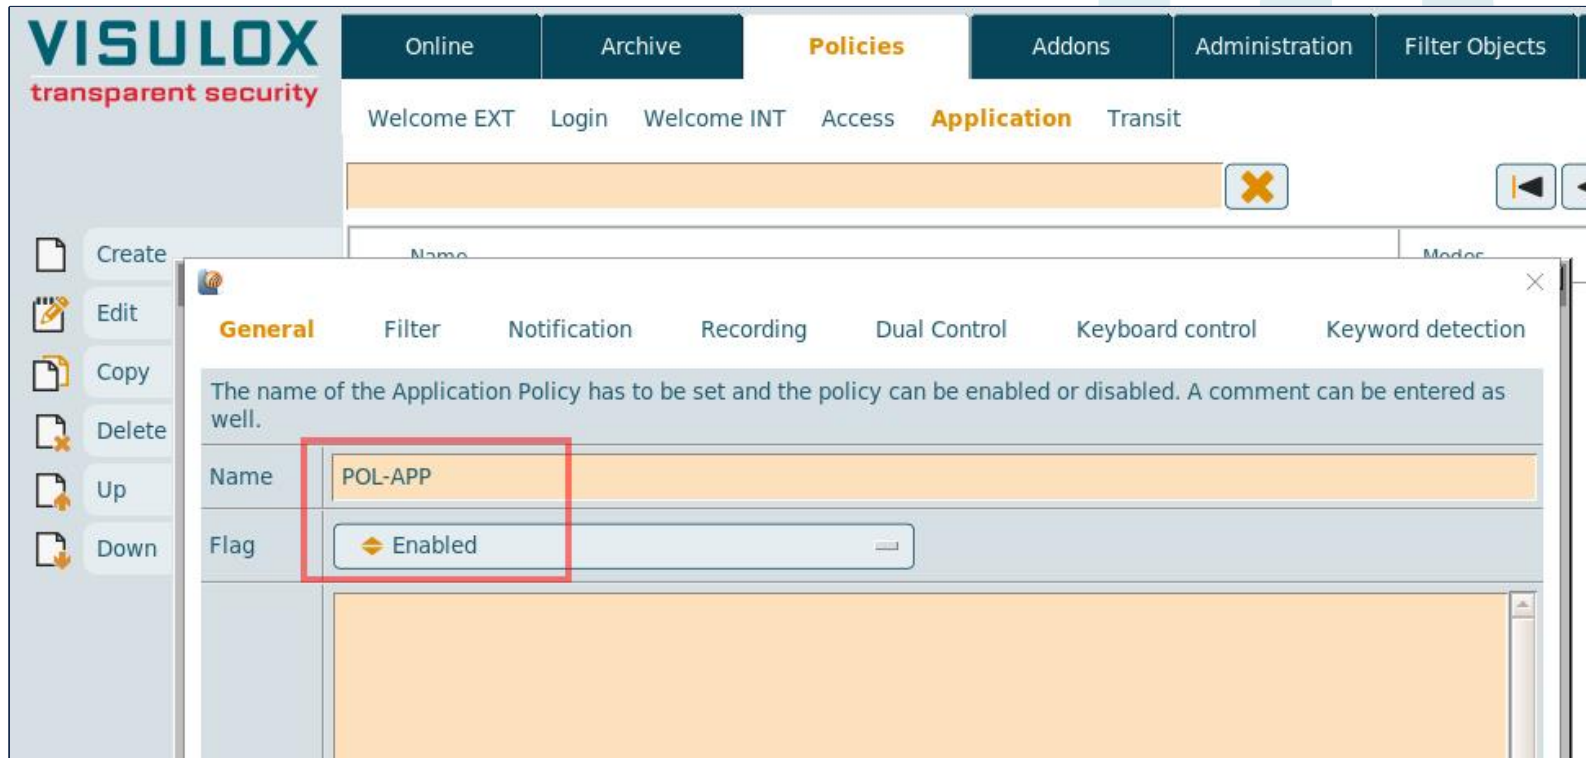 VISULOX
transparent security
Online Archive Policies Addons Administration Filter Objects
Welcome EXT Login Welcome INT Access Application Transit
Create
Name Modes
Edit
General Filter Notification Recording Dual Control Keyboard control Keyword detection
Copy
The name of the Application Policy has to be set and the policy can be enabled or disabled. A comment can be entered as
well.
Delete
Name POL-APP
Up
Flag Enabled
Down